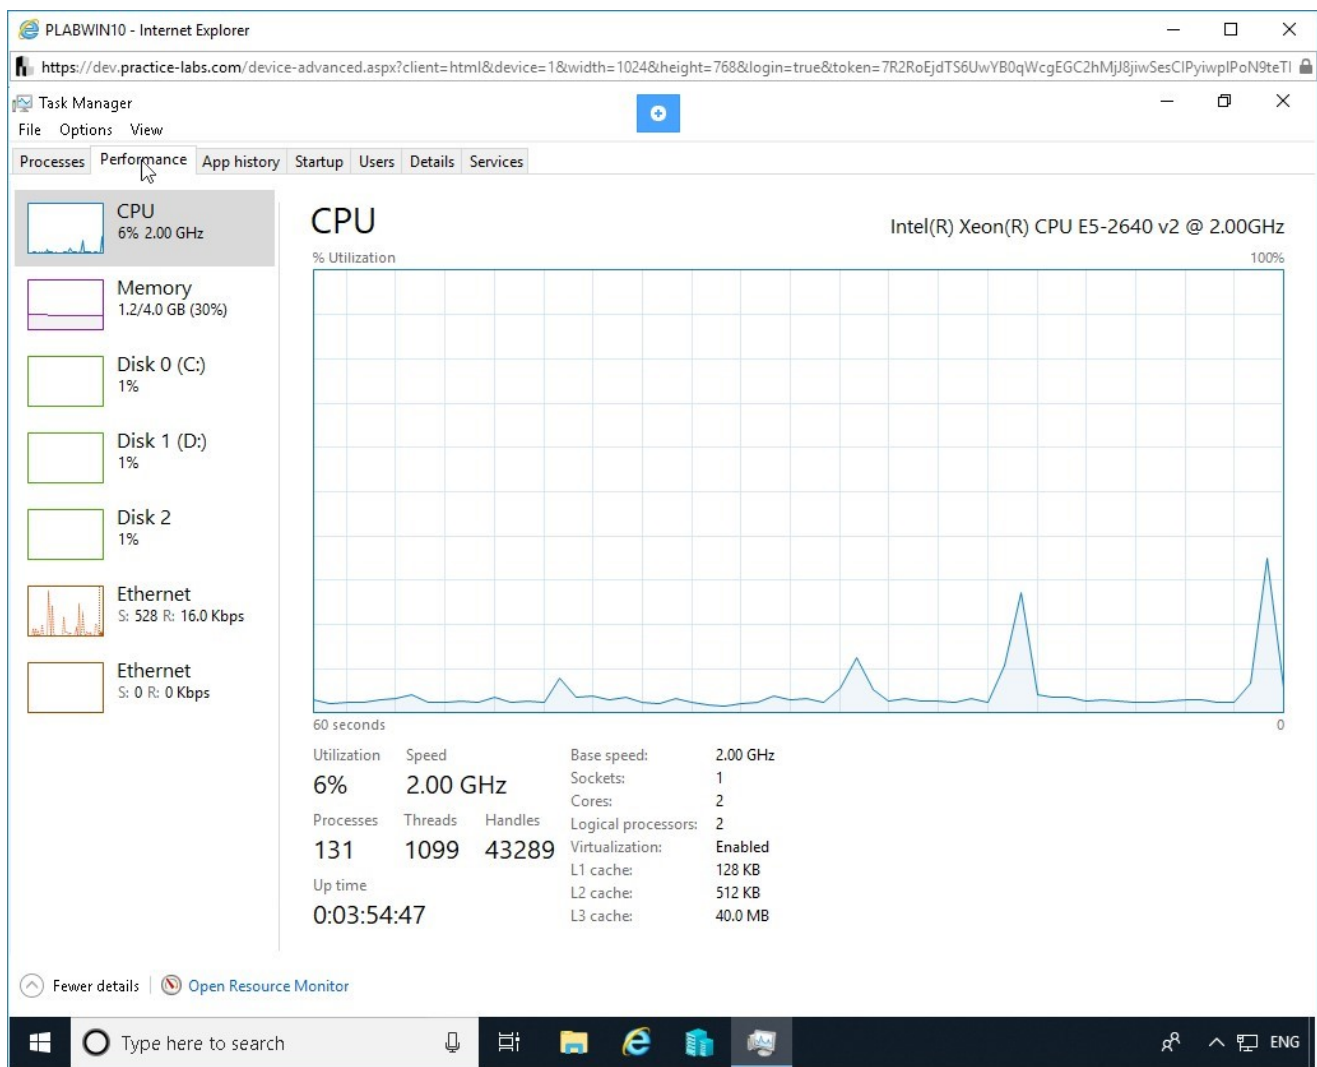 PLABWIN10 - Internet Explorer
https://dev.practice-labs.com/device-advanced.aspx?client=html&device=1&width=1024&height=768&login=true&token=7R2RoEjdTS6UwYB0qWcgEGC2hMjJ8jiwSesCIPyiwpIPoN9teTI
Task Manager
File Options View
Processes Performance App history Startup Users Details Services
CPU
6% 2.00 GHz
Memory
1.2/4.0 GB (30%)
Disk 0 (C:)
1%
Disk 1 (D:)
1%
Disk 2
1%
Ethernet
S: 528 R: 16.0 Kbps
Ethernet
S: 0 R: 0 Kbps
CPU
Intel(R) Xeon(R) CPU E5-2640 v2 @ 2.00GHz
% Utilization 100%
60 seconds 0
Utilization Speed
6% 2.00 GHz
Processes Threads Handles
131 1099 43289
Up time
0:03:54:47
Base speed: 2.00 GHz
Sockets: 1
Cores: 2
Logical processors: 2
Virtualization: Enabled
L1 cache: 128 KB
L2 cache: 512 KB
L3 cache: 40.0 MB
Fewer details Open Resource Monitor
Type here to search
ENG